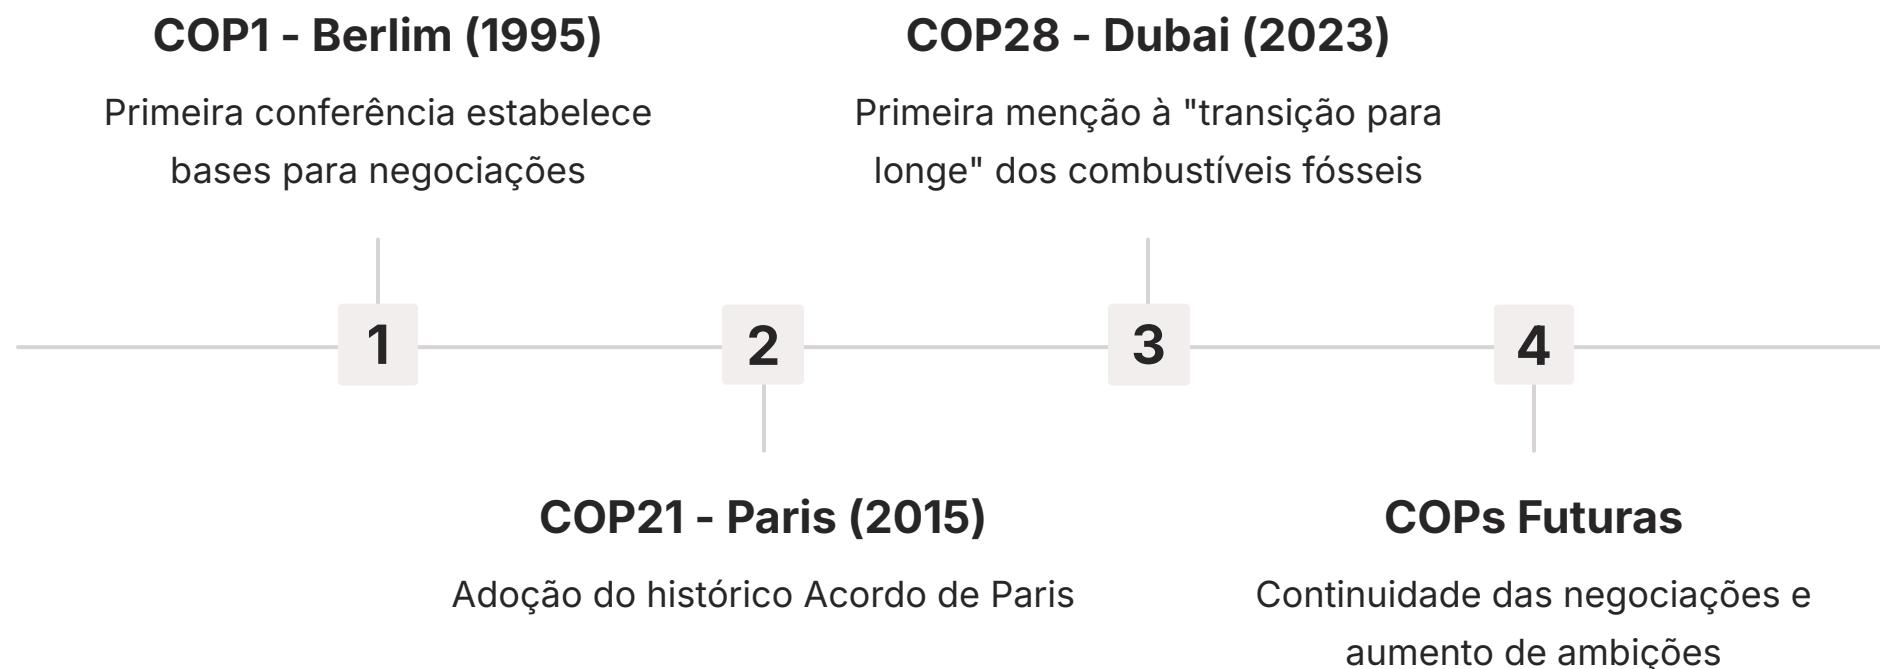 COP1 - Berlim (1995)
Primeira conferência estabelece
bases para negociações
COP28 - Dubai (2023)
Primeira menção à "transição para
longe" dos combustíveis fósseis
1
2
3
4
COP21 - Paris (2015)
Adoção do histórico Acordo de Paris
COPs Futuras
Continuidade das negociações e
aumento de ambições